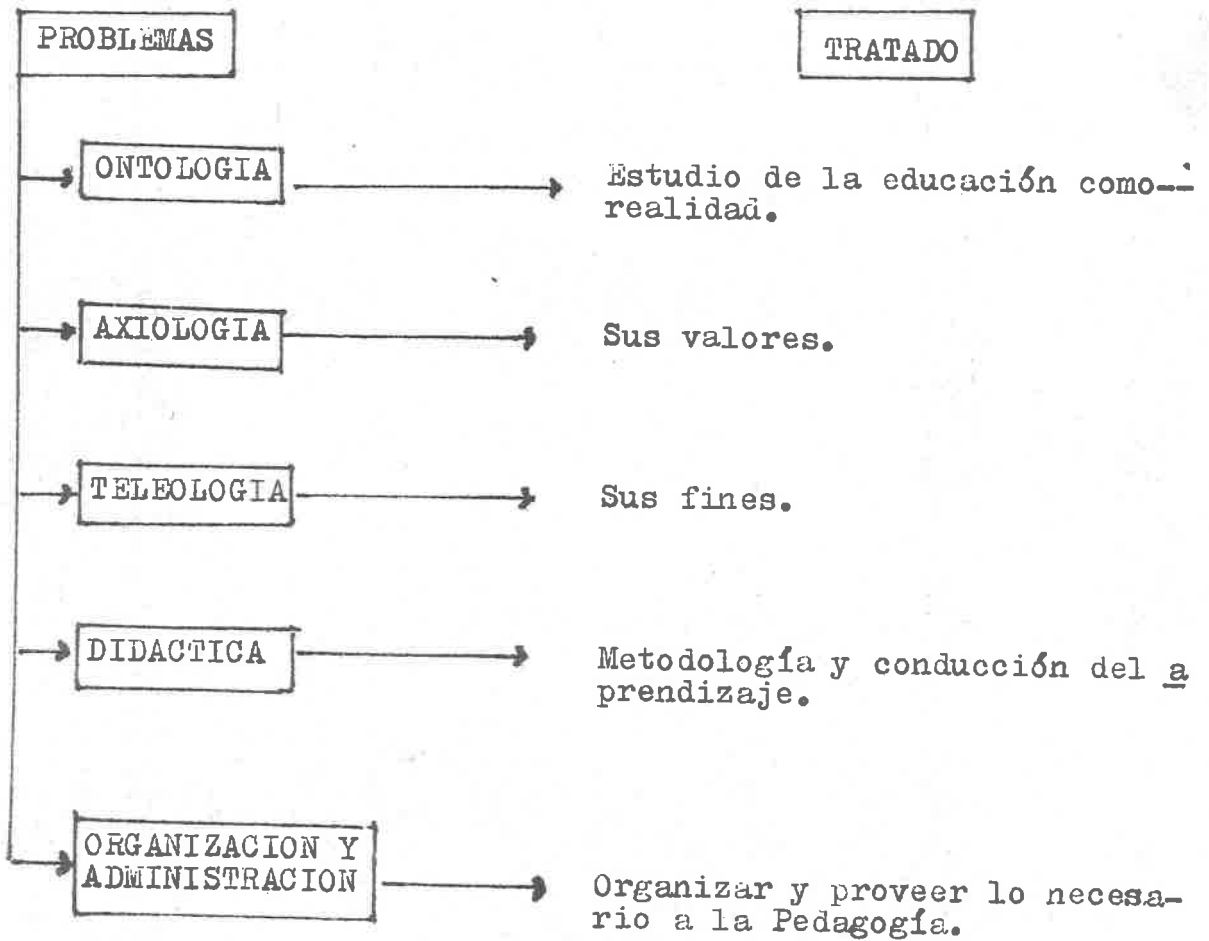 PROBLEMAS
TRATADO
ONTOLOGIA
Estudio de la educación como--
realidad.
AXIOLOGIA
Sus valores.
TELEOLOGIA
Sus fines.
DIDACTICA
Metodología y conducción del a
prendizaje.
ORGANIZACION Y
ADMINISTRACION
Organizar y proveer lo necesa-
rio a la Pedagogía.